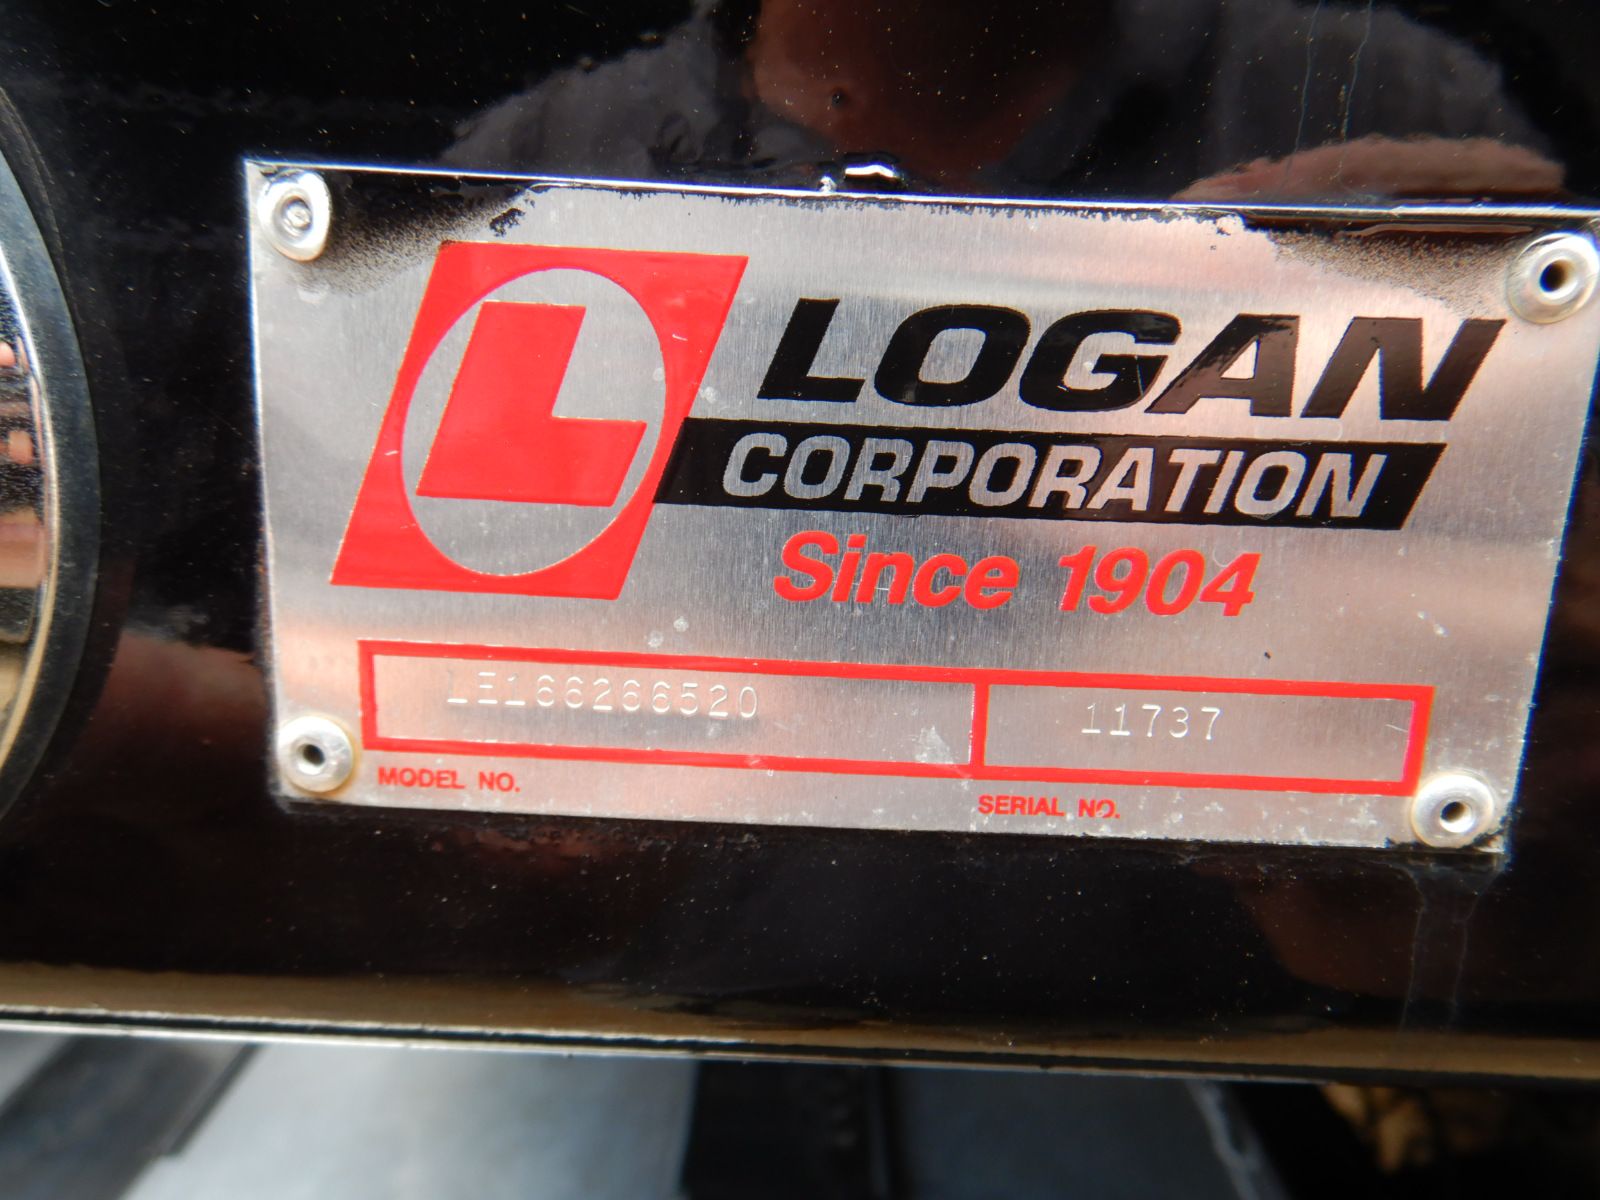 L
LOGAN
CORPORATION
Since 1904
LE166266520
11737
MODEL NO.
SERIAL NO.